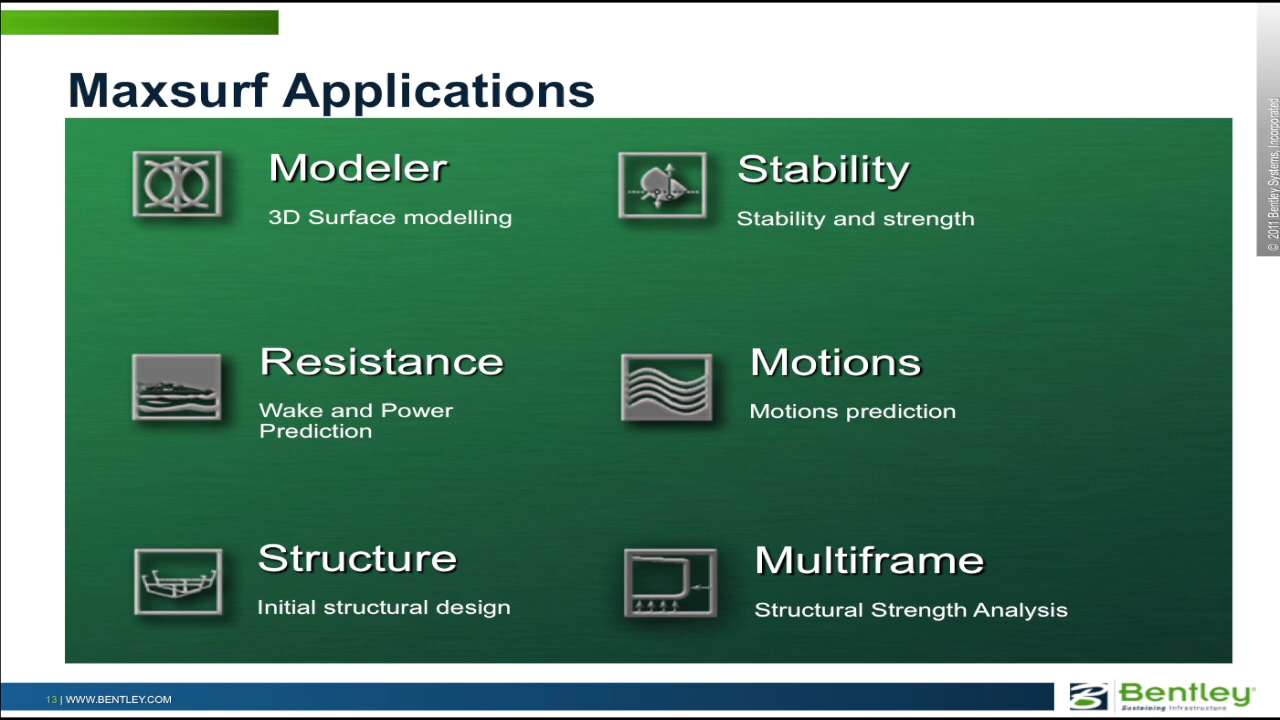 Maxsurf Applications
Modeler
3D Surface modelling
Stability
Stability and strength
Resistance
Wake and Power
Prediction
Motions
Motions prediction
Structure
Initial structural design
Multiframe
Structural Strength Analysis
13 | WWW.BENTLEY.COM
Bentley
Sustaining Infrastructure
© 2011 Bentley Systems, Incorporated